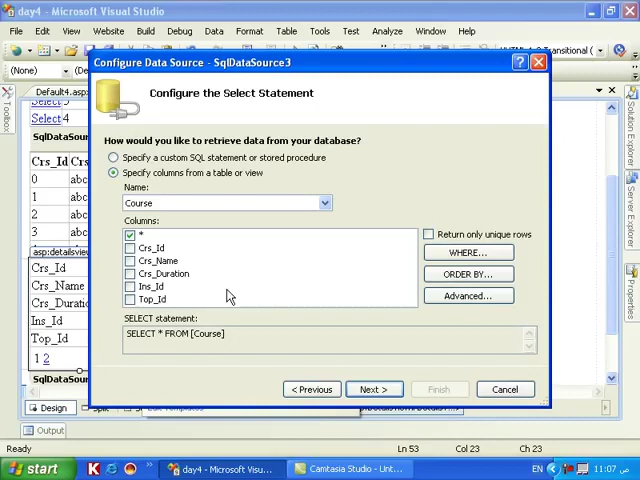 day4 - Microsoft Visual Studio
File Edit View Website Build Debug Data Format Tools Test Analyze Window Help
(None)
Default4.asp
Toolbox
Select 4
SqlDataSour
Crs_Id Crs_
0 abc
1 abc
2 abc
3
asp:detailsview
Crs_Id
Crs_Name
Crs_Duratio
Ins_Id
Top_Id
1 2
SqlDataSour
Configure Data Source - SqlDataSource3
Configure the Select Statement
How would you like to retrieve data from your database?
Specify a custom SQL statement or stored procedure
Specify columns from a table or view
Name:
Course
Columns:
*
Crs_Id
Crs_Name
Crs_Duration
Ins_Id
Top_Id
Return only unique rows
WHERE...
ORDER BY...
Advanced...
SELECT statement:
SELECT * FROM [Course]
< Previous
Next >
Finish
Cancel
Solution Explorer
Server Explorer
Properties
Design
Split
Output
Ready
Ln 53 Col 23 Ch 23
start
day4 - Microsoft Visu...
Camtasia Studio - Unt...
EN
11:07 ص